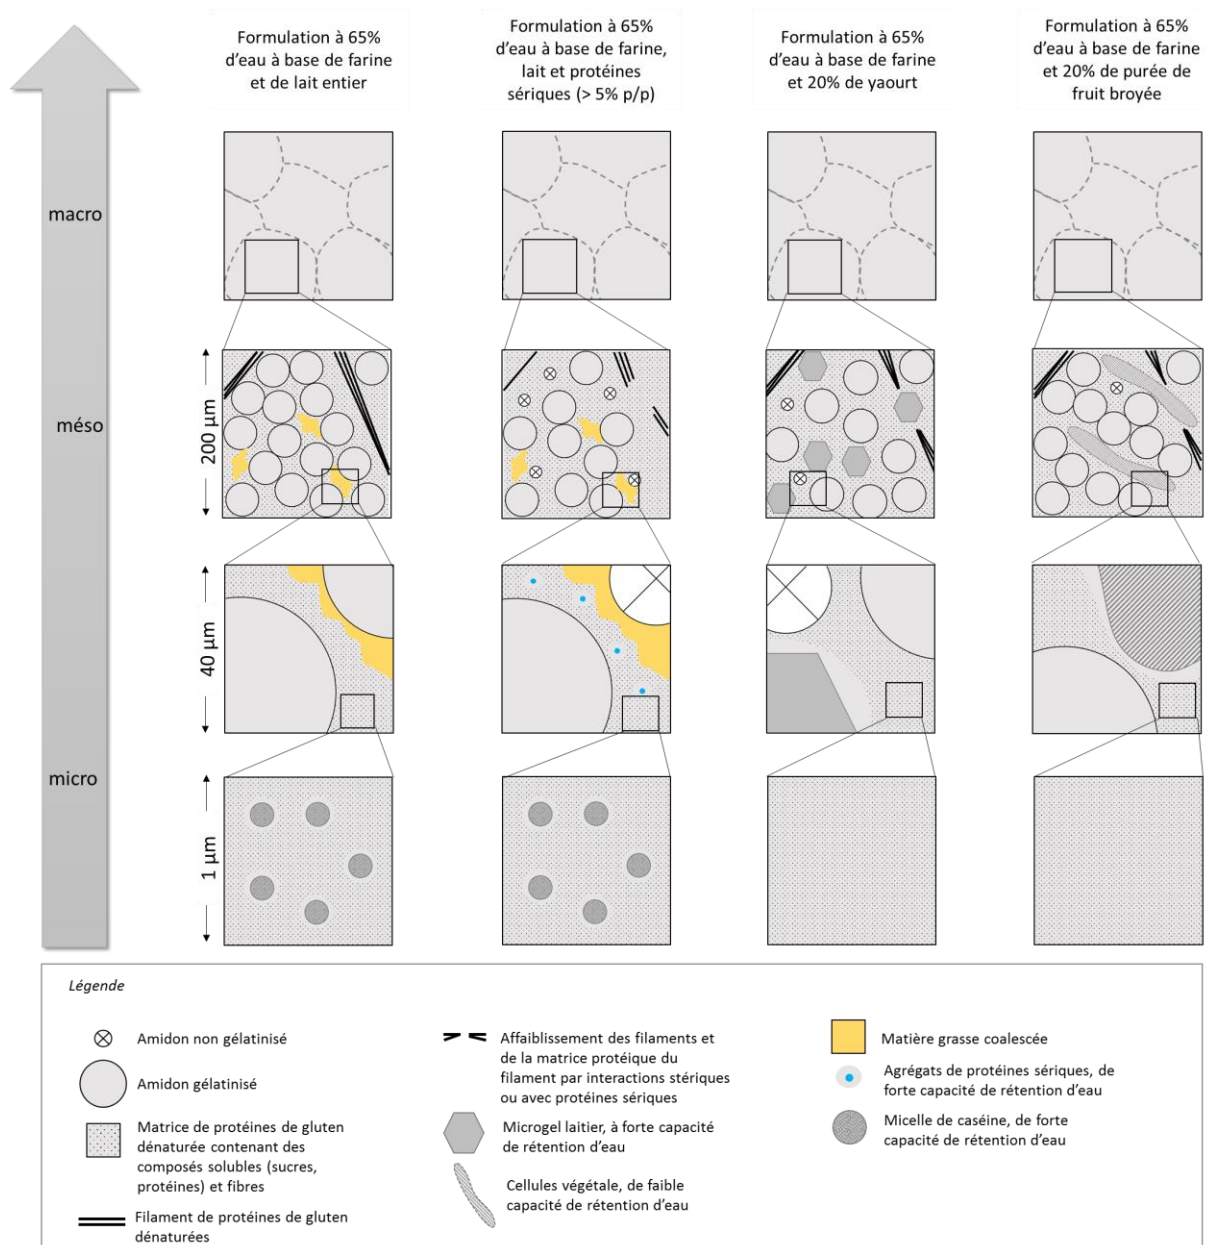 Formulation à 65%
d'eau à base de farine
et de lait entier
Formulation à 65%
d'eau à base de farine,
lait et protéines
sériques (> 5% p/p)
Formulation à 65%
d'eau à base de farine
et 20% de yaourt
Formulation à 65%
d'eau à base de farine
et 20% de purée de
fruit broyée
macro
méso
200 µm
40 µm
micro
1 µm
Légende
Amidon non gélatinisé
Amidon gélatinisé
Matrice de protéines de gluten
dénaturée contenant des
composés solubles (sucres,
protéines) et fibres
Filament de protéines de gluten
dénaturées
Affaiblissement des filaments et
de la matrice protéique du
filament par interactions stériques
ou avec protéines sériques
Microgel laitier, à forte capacité
de rétention d'eau
Cellules végétale, de faible
capacité de rétention d'eau
Matière grasse coalescée
Agrégats de protéines sériques, de
forte capacité de rétention d'eau
Micelle de caséine, de forte
capacité de rétention d'eau